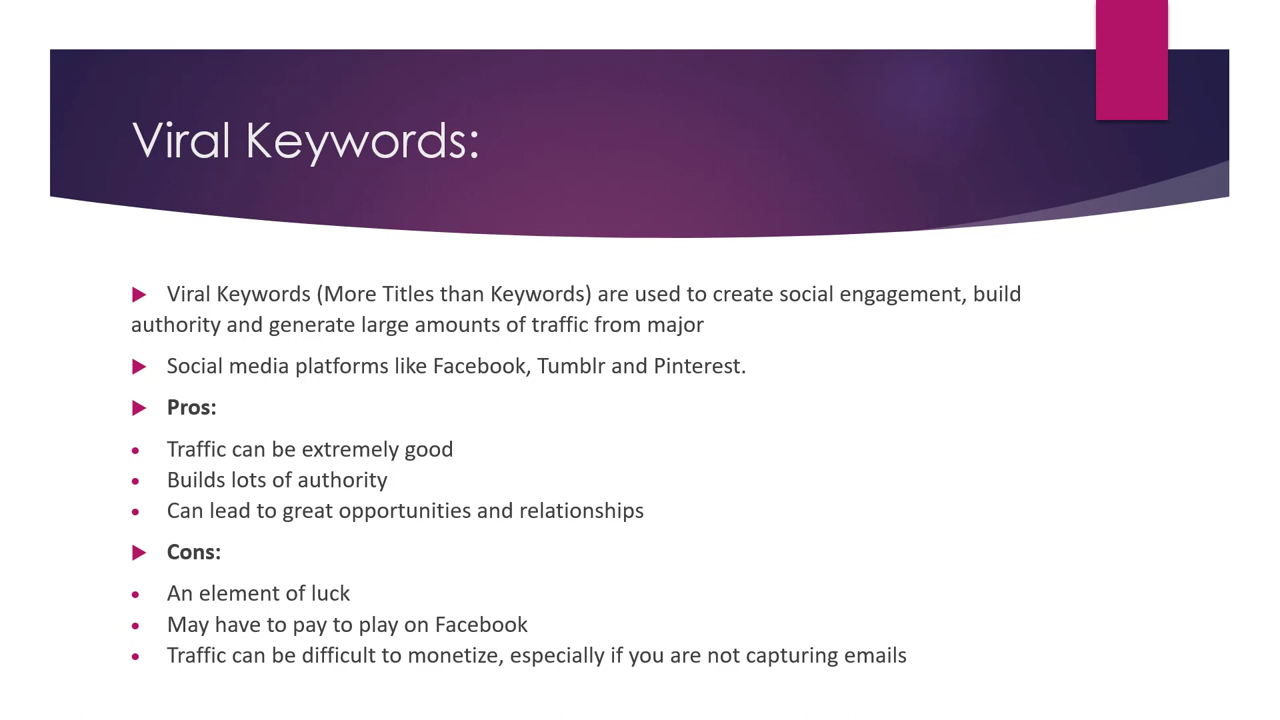 Viral Keywords:
Viral Keywords (More Titles than Keywords) are used to create social engagement, build
authority and generate large amounts of traffic from major
Social media platforms like Facebook, Tumblr and Pinterest.
Pros:
Traffic can be extremely good
Builds lots of authority
Can lead to great opportunities and relationships
Cons:
An element of luck
May have to pay to play on Facebook
Traffic can be difficult to monetize, especially if you are not capturing emails